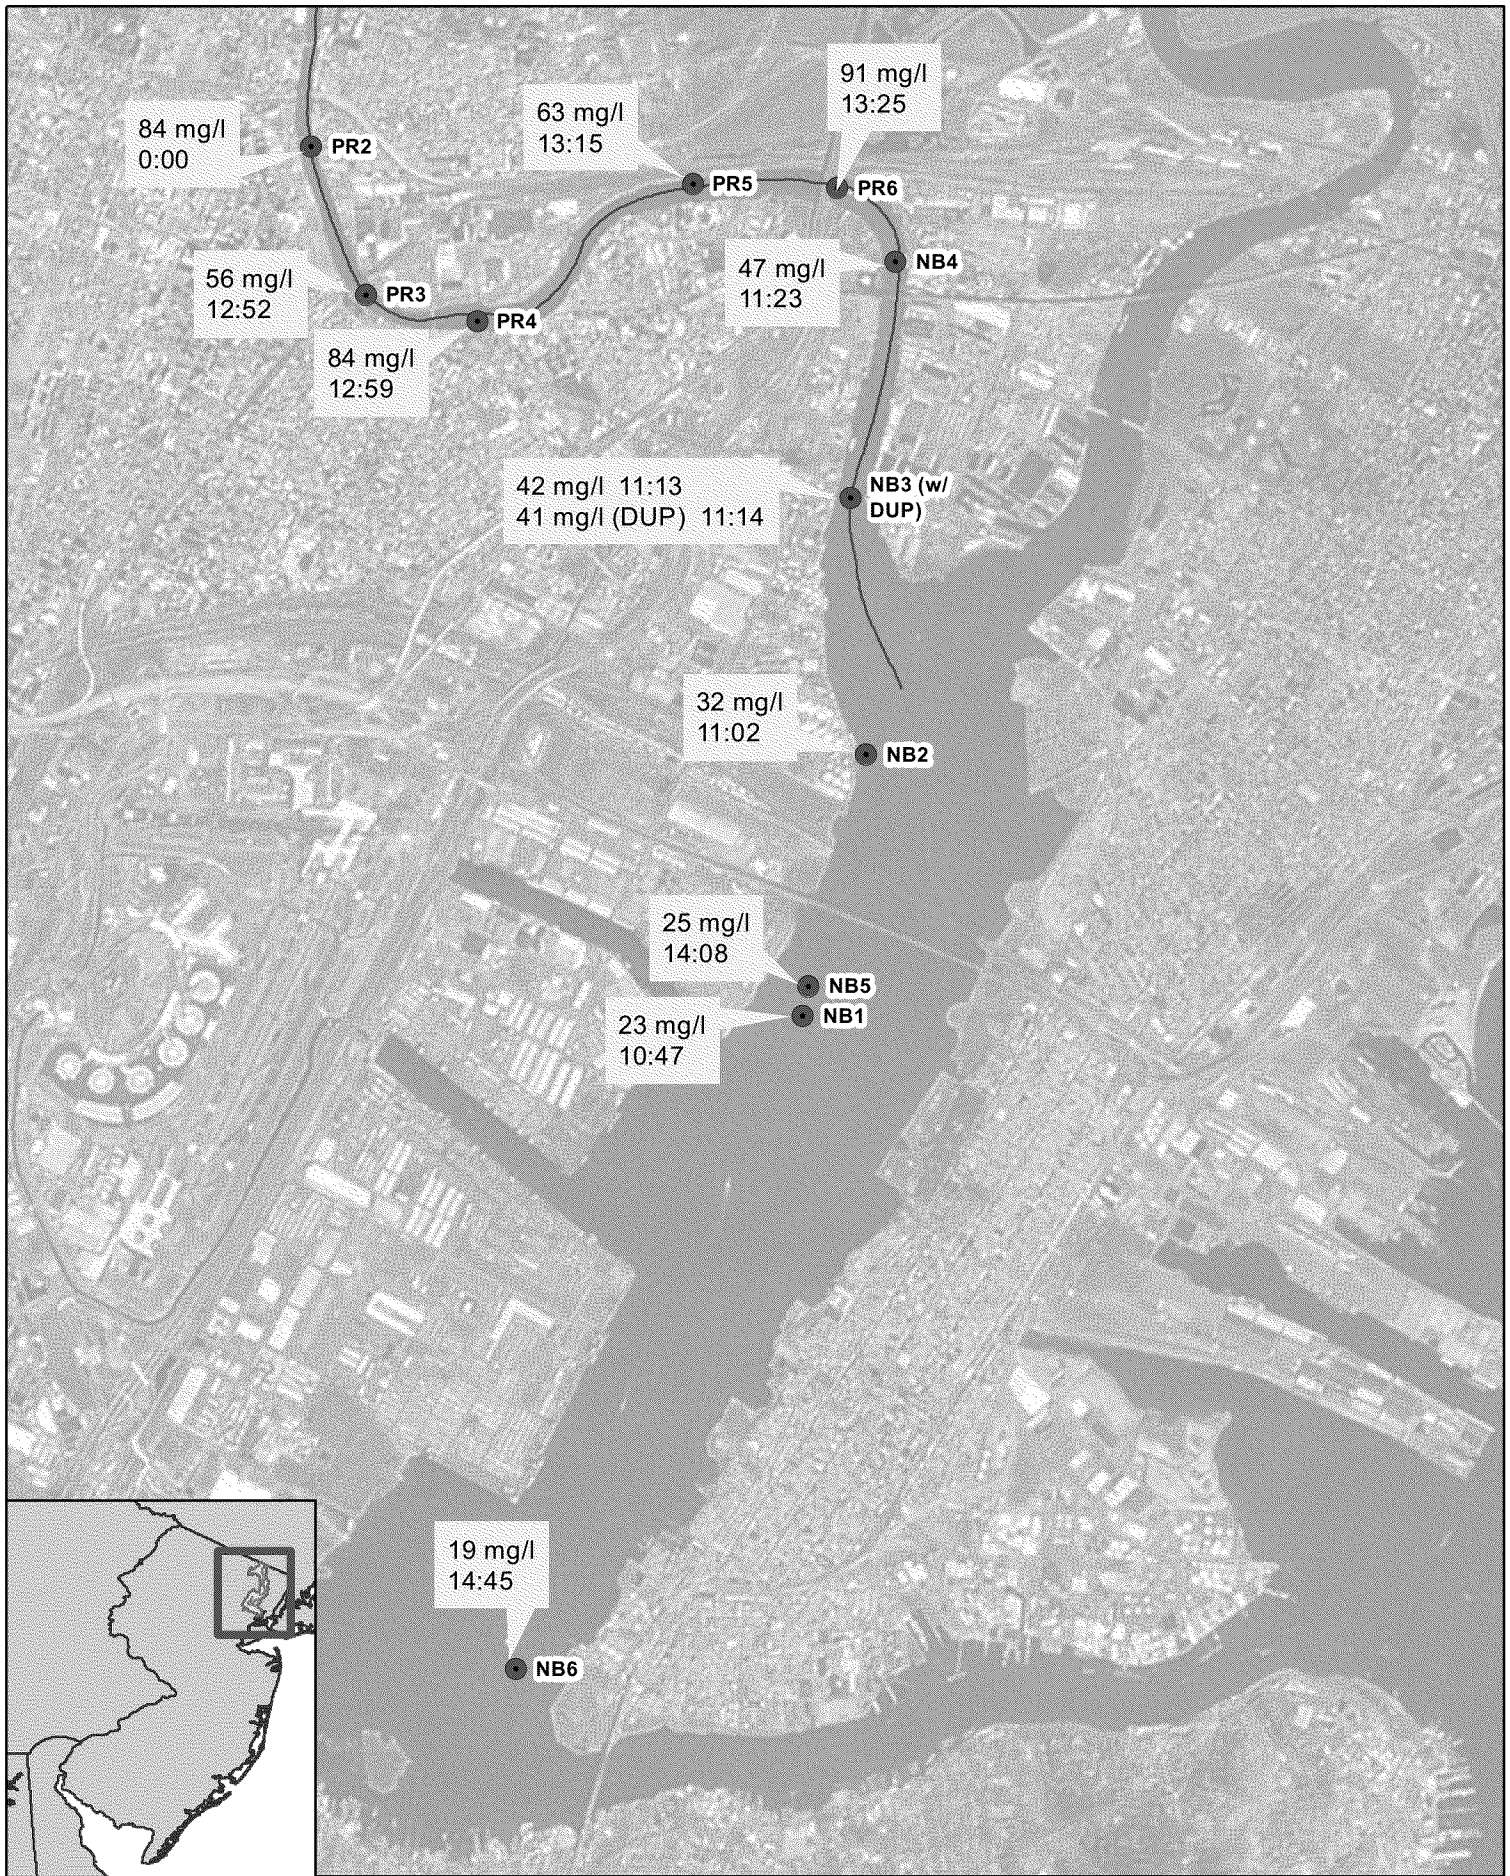 91 mg/l
13:25
63 mg/l
13:15
84 mg/l
0:00
PR2
PR5
PR6
47 mg/l
11:23
NB4
56 mg/l
12:52
PR3
PR4
84 mg/l
12:59
42 mg/l 11:13
41 mg/l (DUP) 11:14
NB3 (w/
DUP)
32 mg/l
11:02
NB2
25 mg/l
14:08
NB5
23 mg/l
10:47
NB1
19 mg/l
14:45
NB6